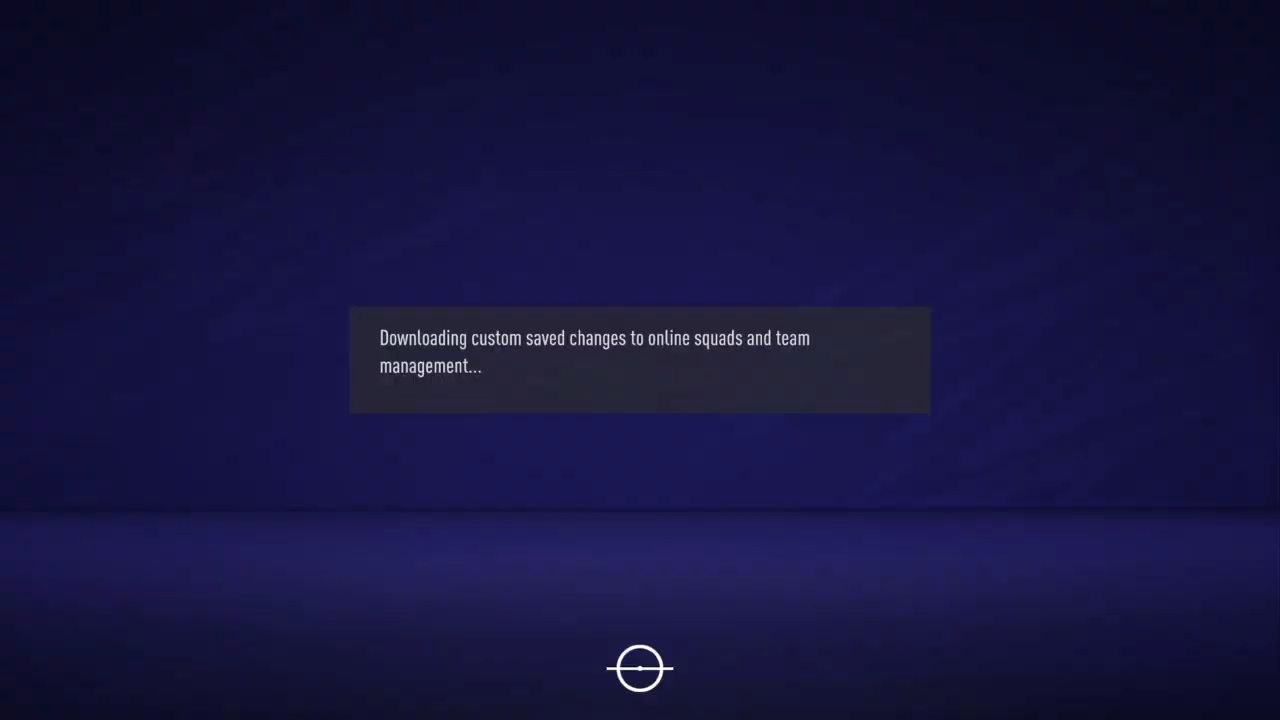 Downloading custom saved changes to online squads and team
management...